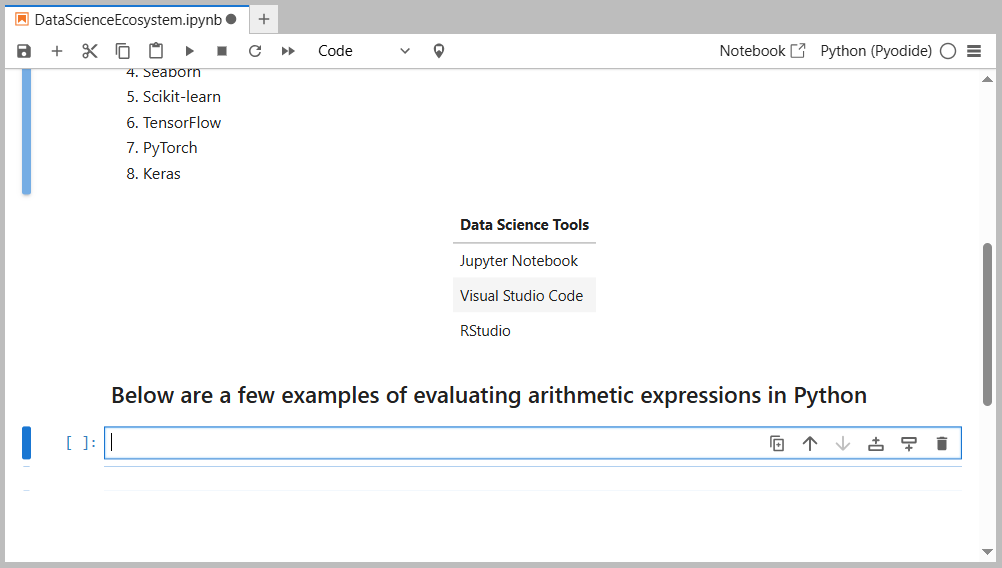 DataScienceEcosystem.ipynb
Code
Notebook
Python (Pyodide)
4. Seaborn
5. Scikit-learn
6. TensorFlow
7. PyTorch
8. Keras
Data Science Tools
Jupyter Notebook
Visual Studio Code
RStudio
Below are a few examples of evaluating arithmetic expressions in Python
[ ]: